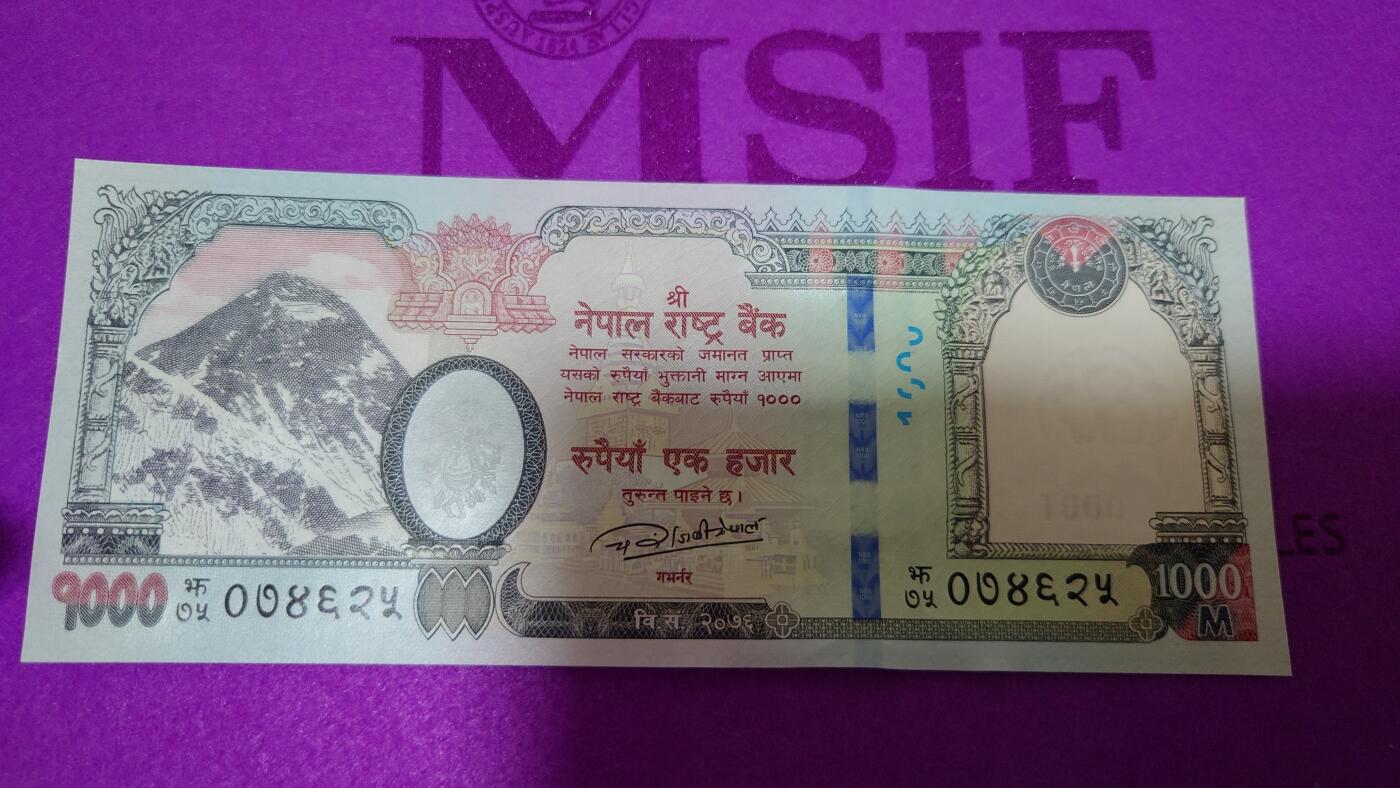 MSIF
श्री
नेपाल राष्ट्र बैंक
नेपाल सरकारको जमानत प्राप्त
यसको रुपैयाँ भुक्तानी माग्न आएमा
नेपाल राष्ट्र बैंकबाट रुपैयाँ १०००
रुपैयाँ एक हजार
तुरुन्त पाइने छ।
गभर्नर
वि.सं. २०७६
१०००
झ
७५
०७४६२५
झ
७५
०७४६२५
1000
M
LES